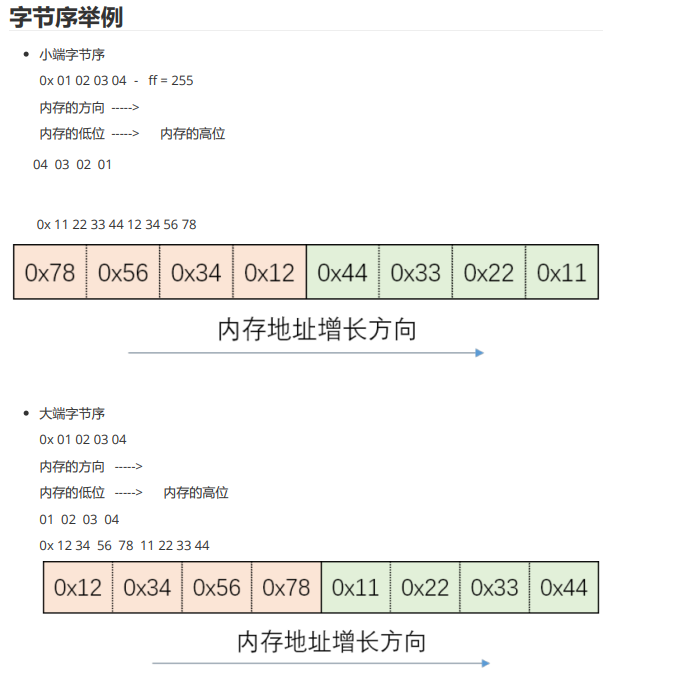 字节序举例
小端字节序
0x 01 02 03 04 - ff = 255
内存的方向 ----->
内存的低位 -----> 内存的高位
04 03 02 01
0x 11 22 33 44 12 34 56 78
0x78 0x56 0x34 0x12 0x44 0x33 0x22 0x11
内存地址增长方向
大端字节序
0x 01 02 03 04
内存的方向 ----->
内存的低位 -----> 内存的高位
01 02 03 04
0x 12 34 56 78 11 22 33 44
0x12 0x34 0x56 0x78 0x11 0x22 0x33 0x44
内存地址增长方向